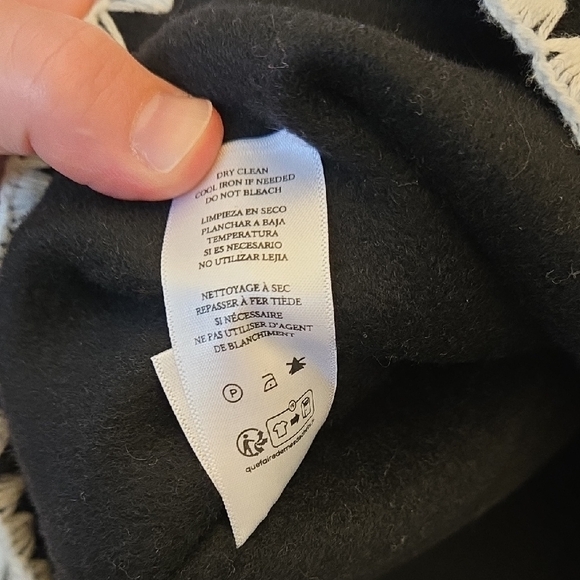 DRY CLEAN
COOL IRON IF NEEDED
DO NOT BLEACH
LIMPIEZA EN SECO
PLANCHAR A BAJA
TEMPERATURA
SI ES NECESARIO
NO UTILIZAR LEJIA
NETTOYAGE À SEC
REPASSER À FER TIÈDE
SI NÉCESSAIRE
NE PAS UTILISER D'AGENT
DE BLANCHIMENT
P